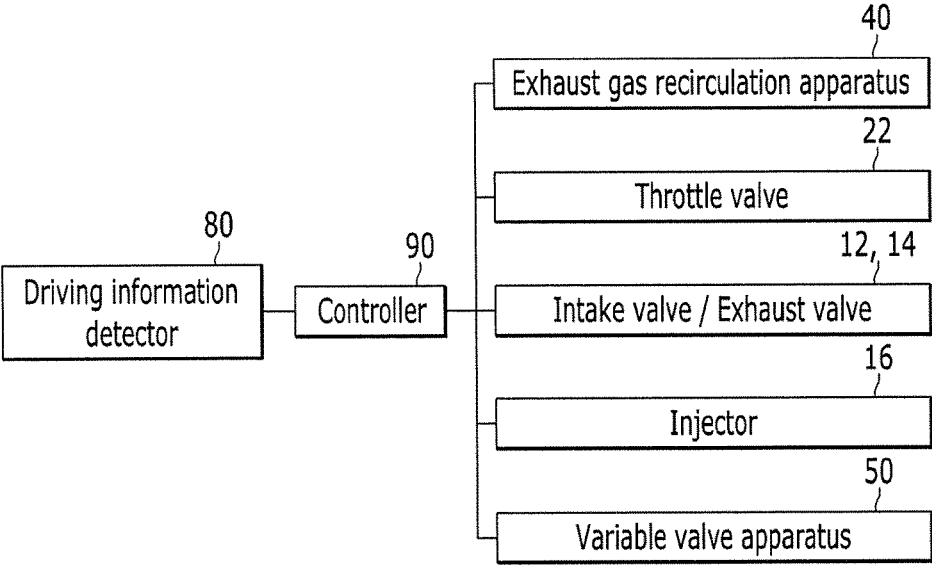 40
Exhaust gas recirculation apparatus
22
Throttle valve
80
Driving information
detector
90
Controller
12, 14
Intake valve / Exhaust valve
16
Injector
50
Variable valve apparatus